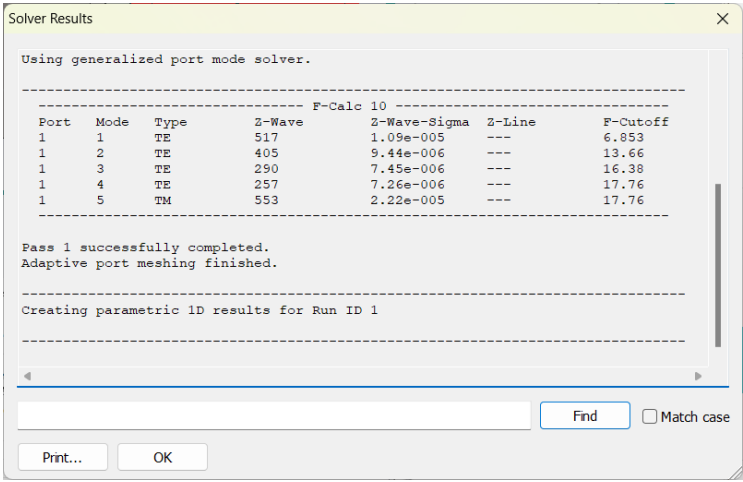 Solver Results
Using generalized port mode solver.
--------------------------------------------------------------------------------
-------------------------------- F-Calc 10 ---------------------------------
Port Mode Type Z-Wave Z-Wave-Sigma Z-Line F-Cutoff
1 1 TE 517 1.09e-005 --- 6.853
1 2 TE 405 9.44e-006 --- 13.66
1 3 TE 290 7.45e-006 --- 16.38
1 4 TE 257 7.26e-006 --- 17.76
1 5 TM 553 2.22e-005 --- 17.76
----------------------------------------------------------------------------
Pass 1 successfully completed.
Adaptive port meshing finished.
--------------------------------------------------------------------------------
Creating parametric 1D results for Run ID 1
--------------------------------------------------------------------------------
Find Match case
Print... OK